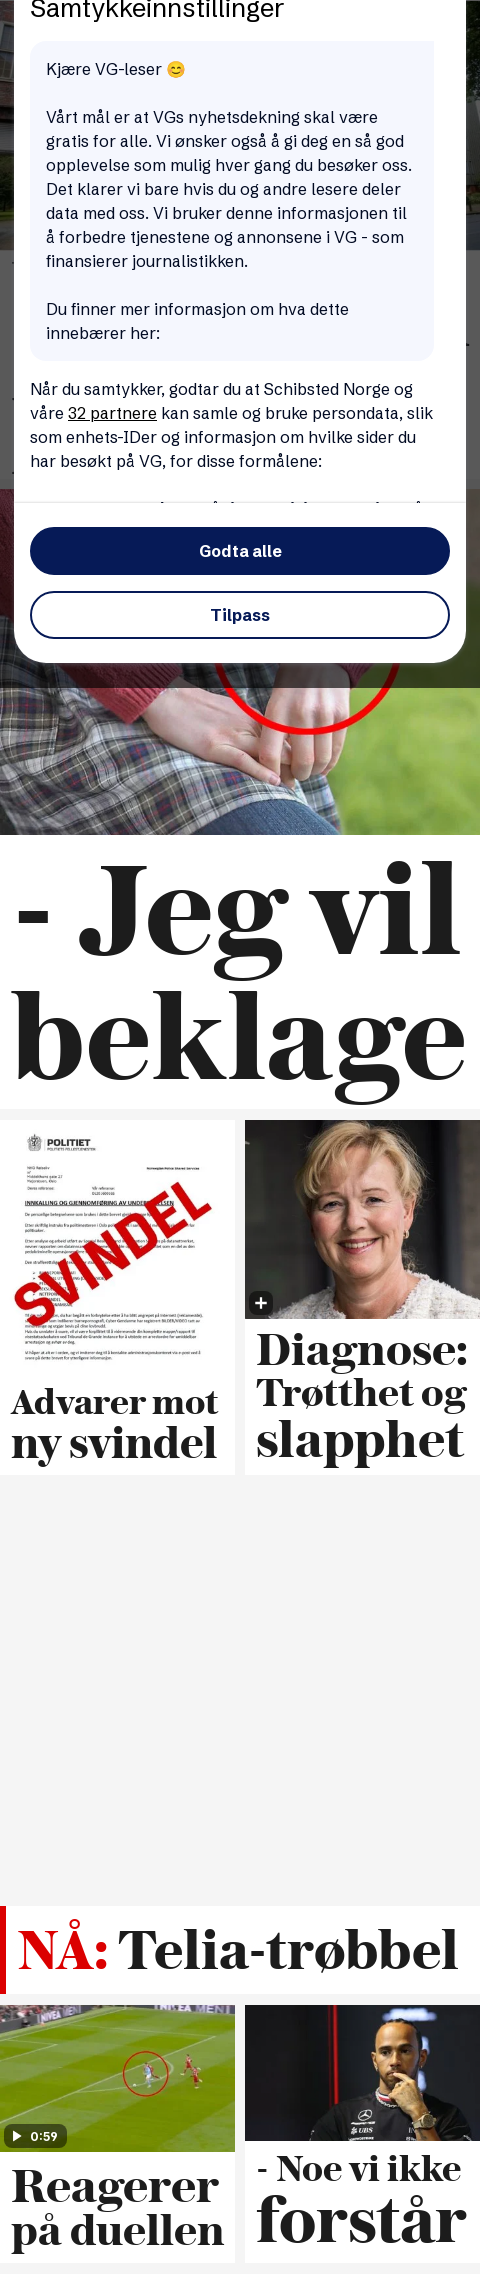 Samtykkeinnstillinger
Kjære VG-leser 😊
Vårt mål er at VGs nyhetsdekning skal være
gratis for alle. Vi ønsker også å gi deg en så god
opplevelse som mulig hver gang du besøker oss.
Det klarer vi bare hvis du og andre lesere deler
data med oss. Vi bruker denne informasjonen til
å forbedre tjenestene og annonsene i VG - som
finansierer journalistikken.
Du finner mer informasjon om hva dette
innebærer her:
Når du samtykker, godtar du at Schibsted Norge og
våre 32 partnere kan samle og bruke persondata, slik
som enhets-IDer og informasjon om hvilke sider du
har besøkt på VG, for disse formålene:
Godta alle
Tilpass
- Jeg vil
beklage
POLITIET
INNKALLING OG GJENNOMFØRING AV UNDERSØKELSEN
SVINDEL
Advarer mot
ny svindel
Diagnose:
Trøtthet og
slapphet
NÅ: Telia-trøbbel
NIVEA MEN
0:59
Reagerer
på duellen
UBS
- Noe vi ikke
forstår